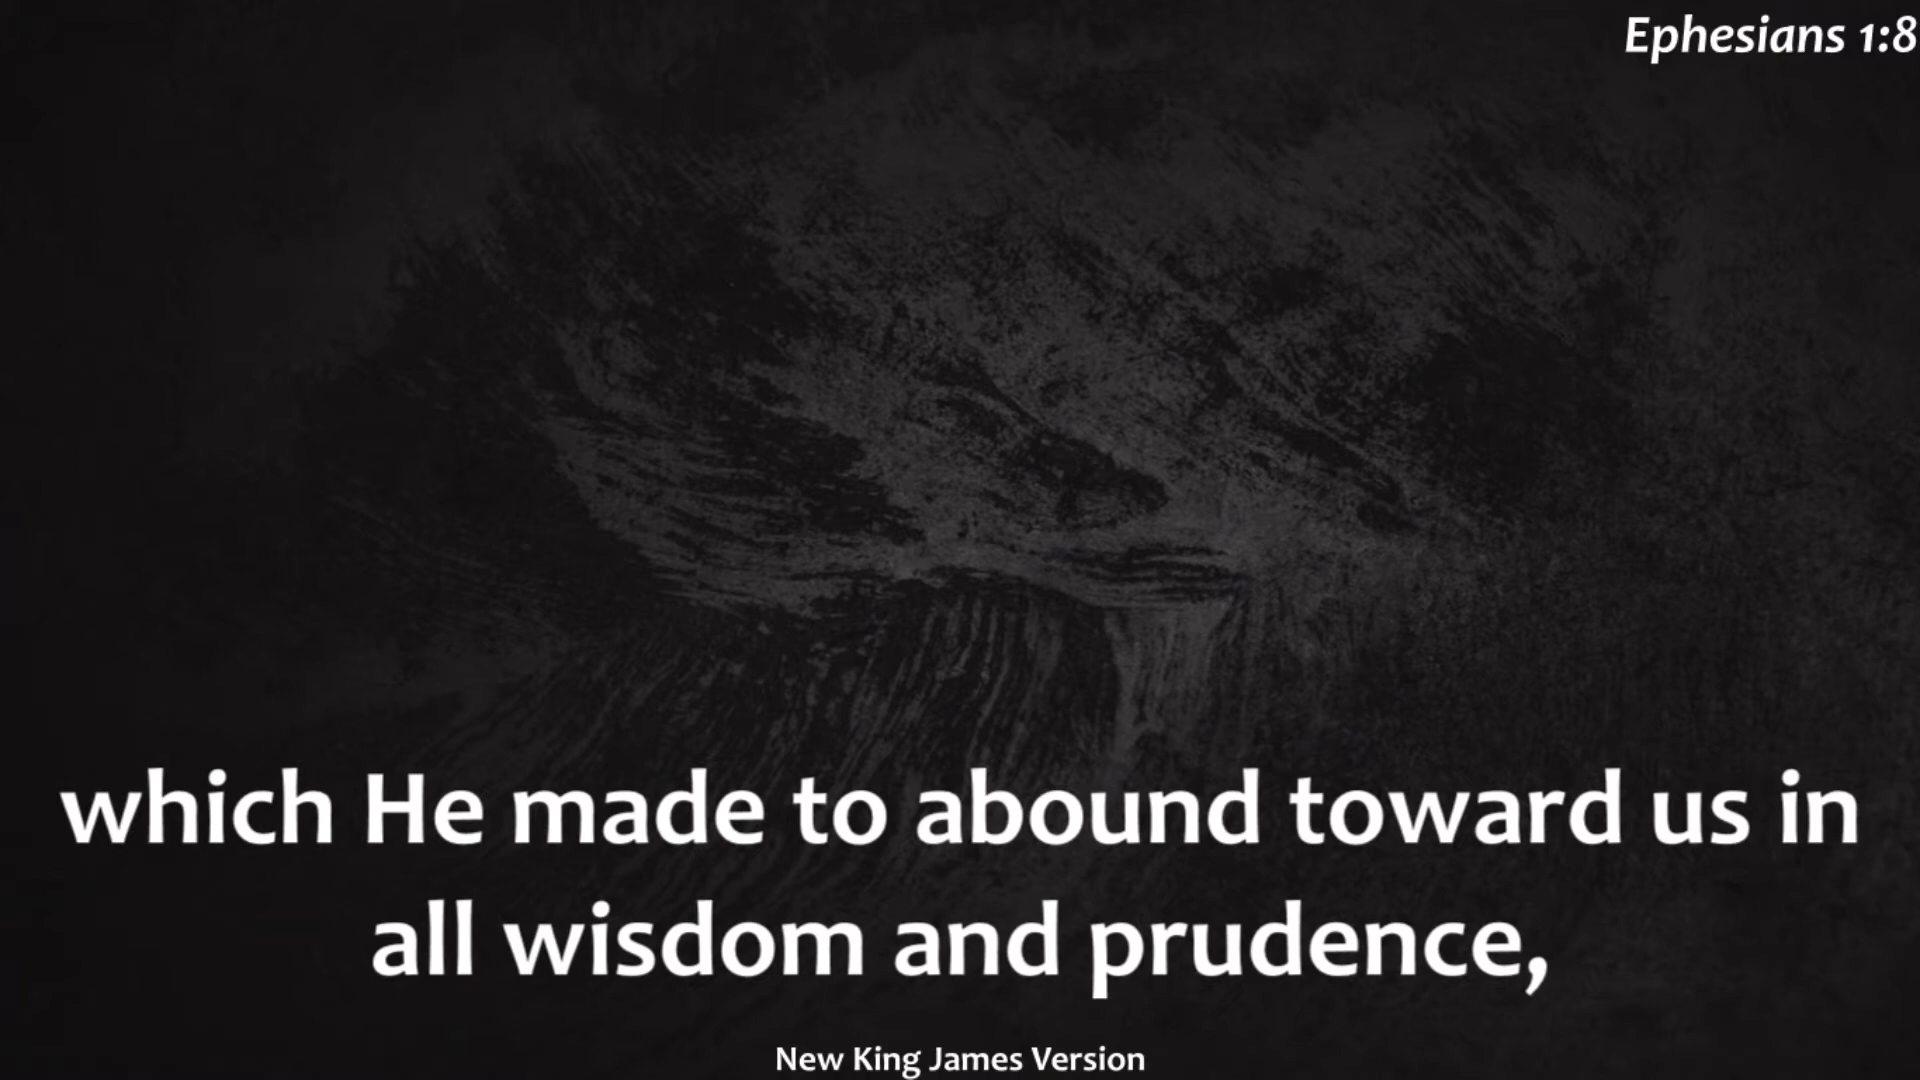 Ephesians 1:8
which He made to abound toward us in
all wisdom and prudence,
New King James Version